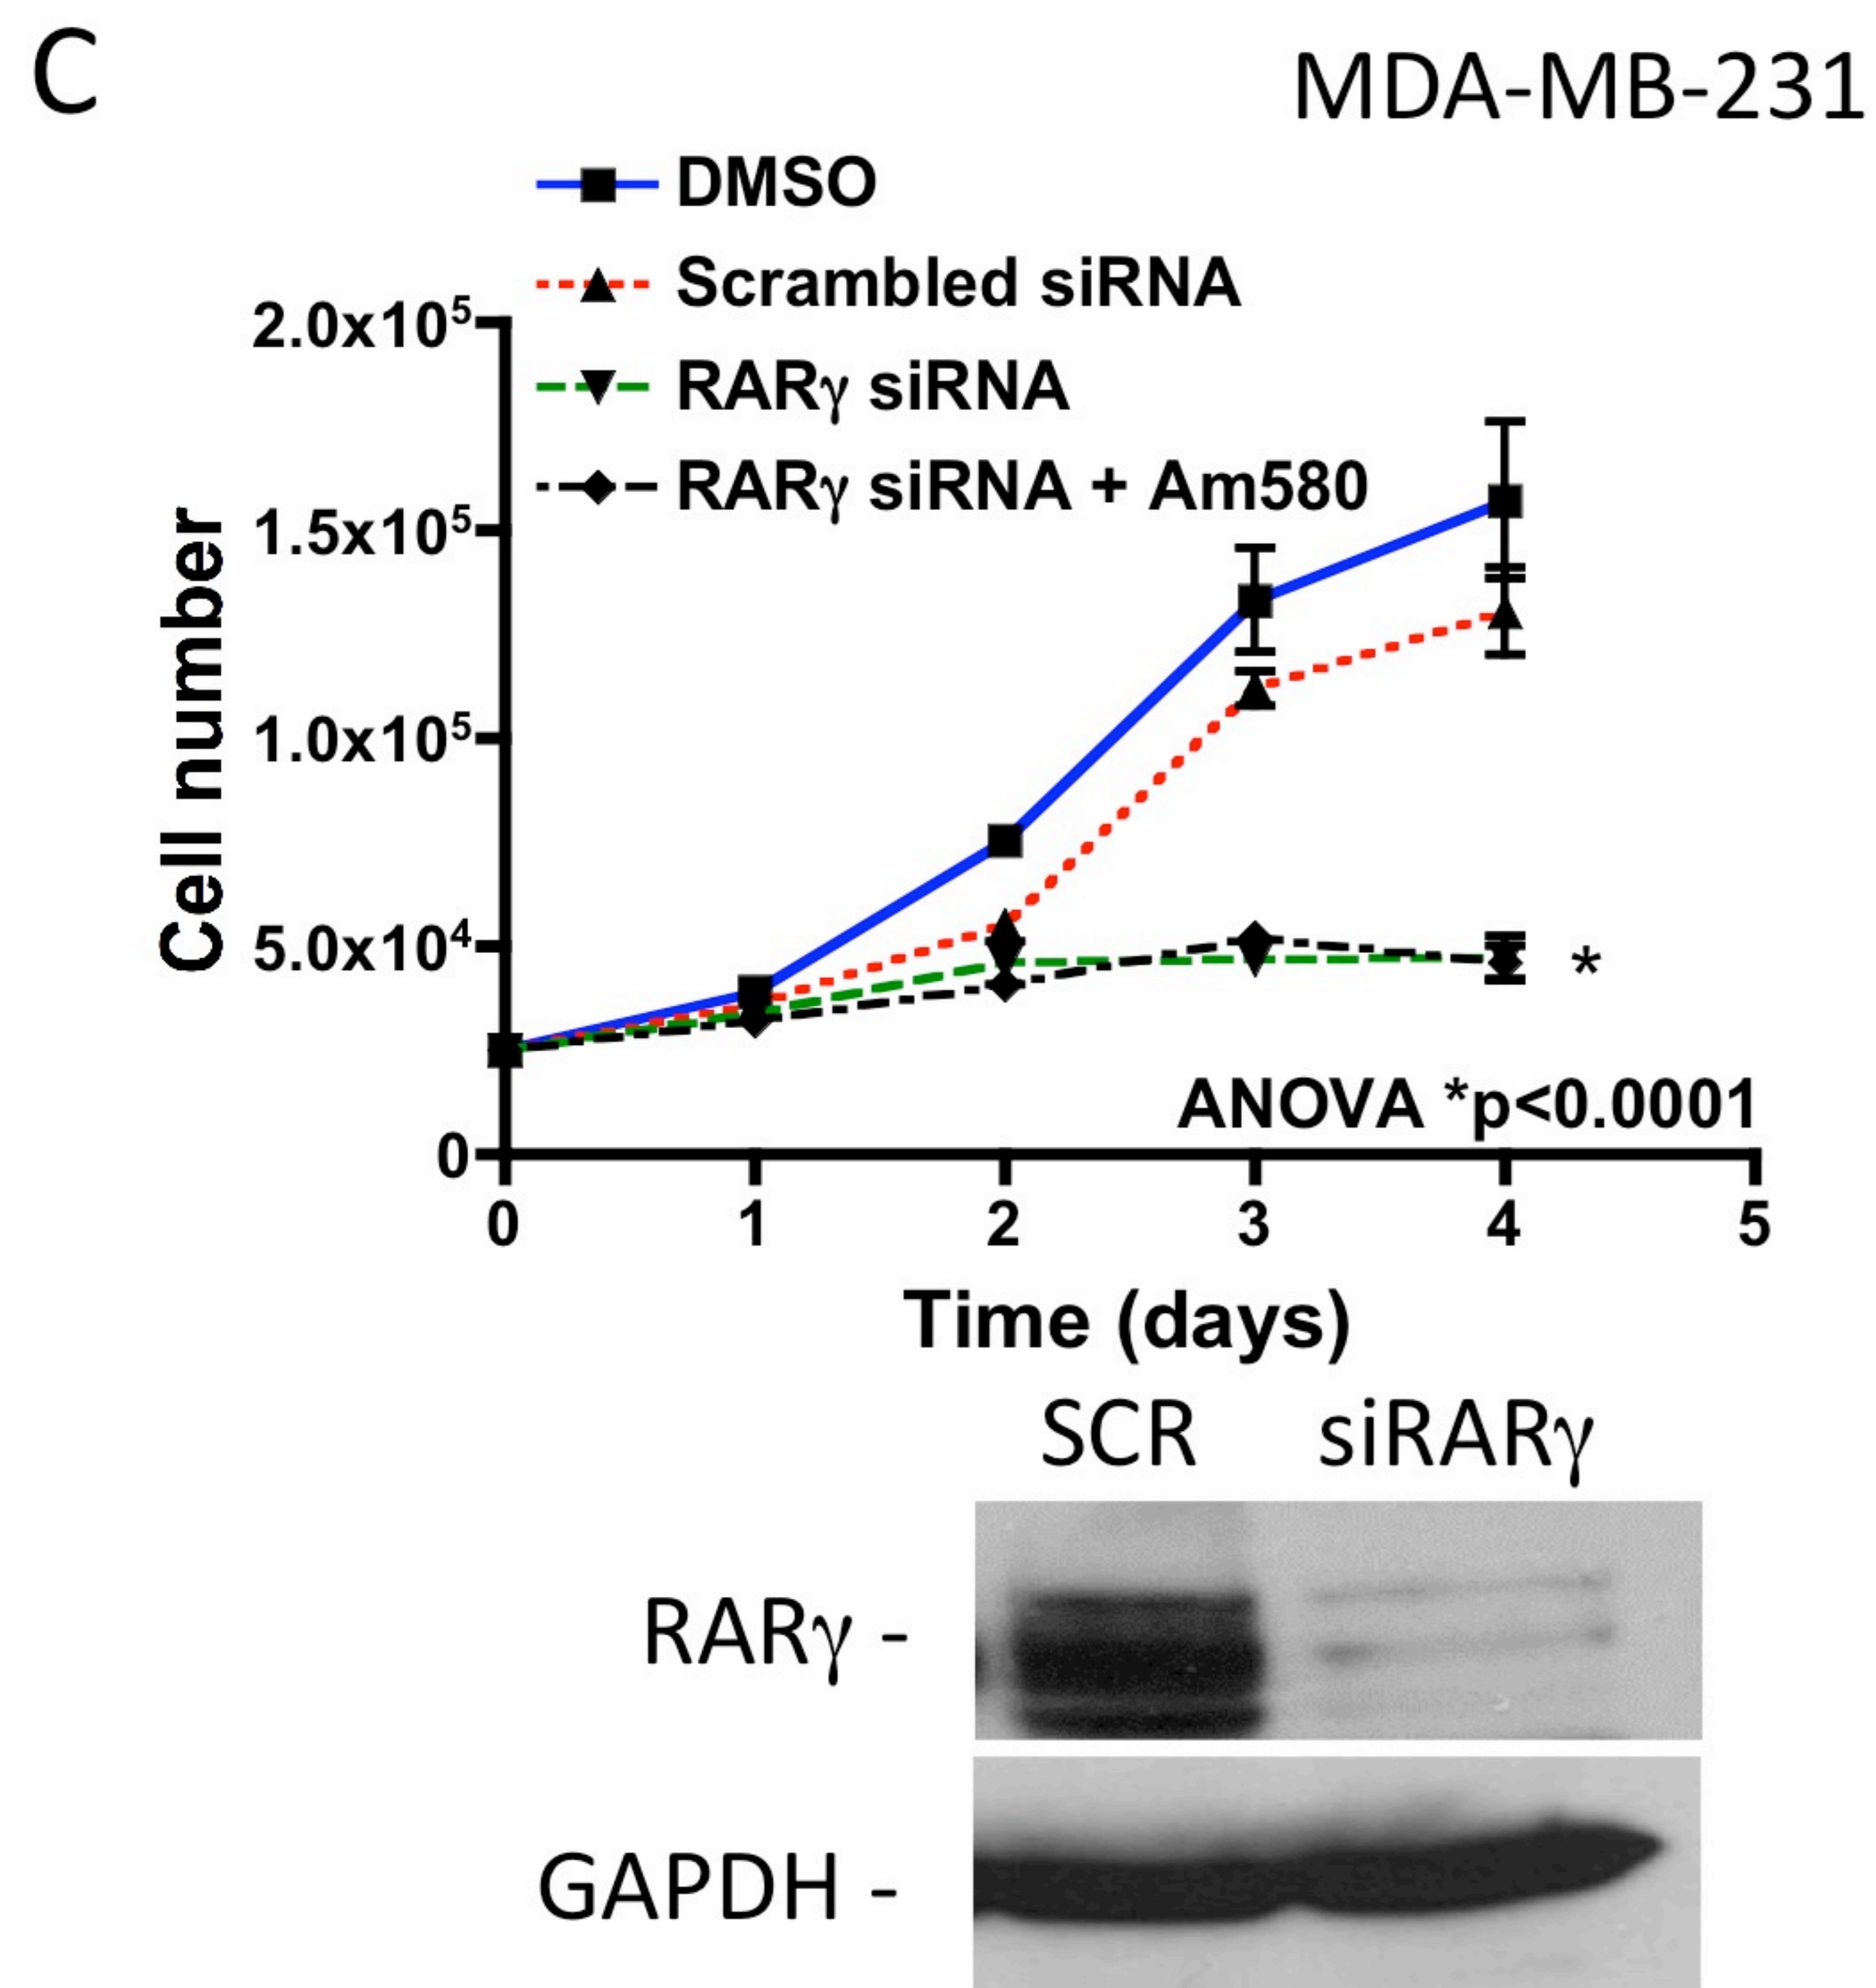 C
MDA-MB-231
DMSO
Scrambled siRNA
RARγ siRNA
RARγ siRNA + Am580
2.0x10⁵
1.5x10⁵
1.0x10⁵
5.0x10⁴
0
Cell number
*
ANOVA *p<0.0001
0 1 2 3 4 5
Time (days)
SCR siRARγ
RARγ -
GAPDH -